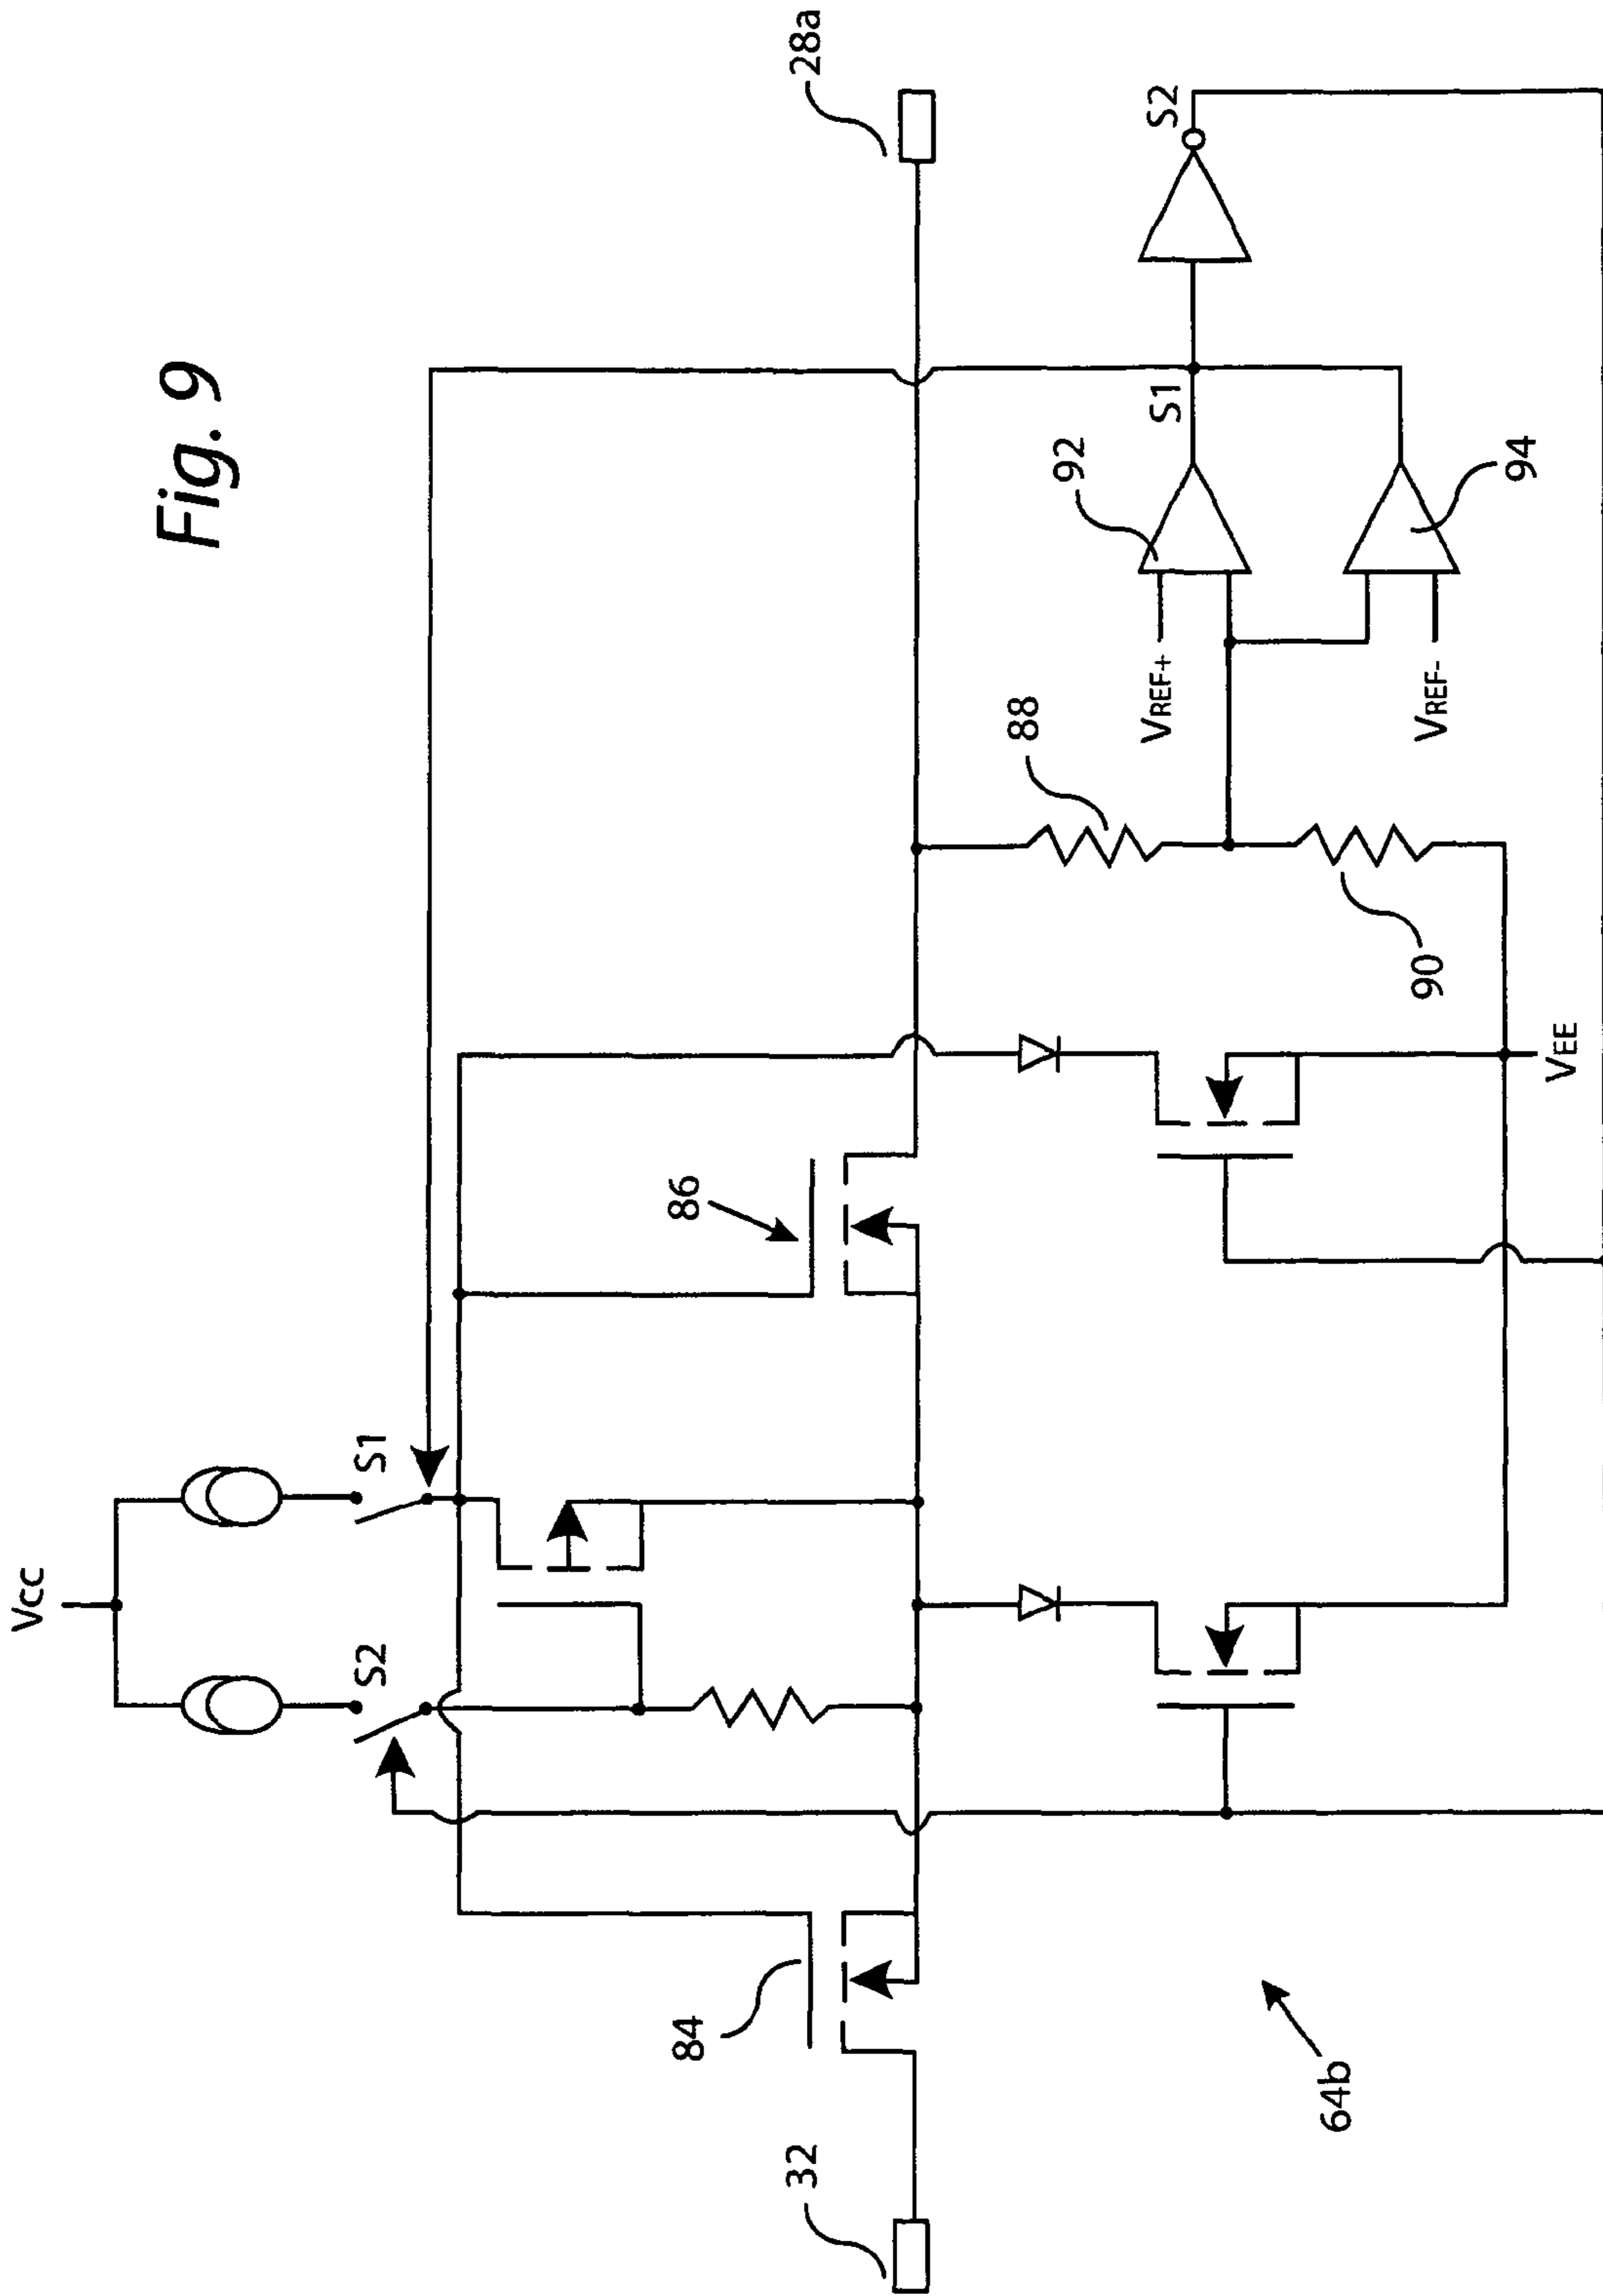 Fig. 9
Vcc
S2
S1
86
84
32
28a
88
90
92
94
VREF+
VREF-
S1
S2
VEE
64b